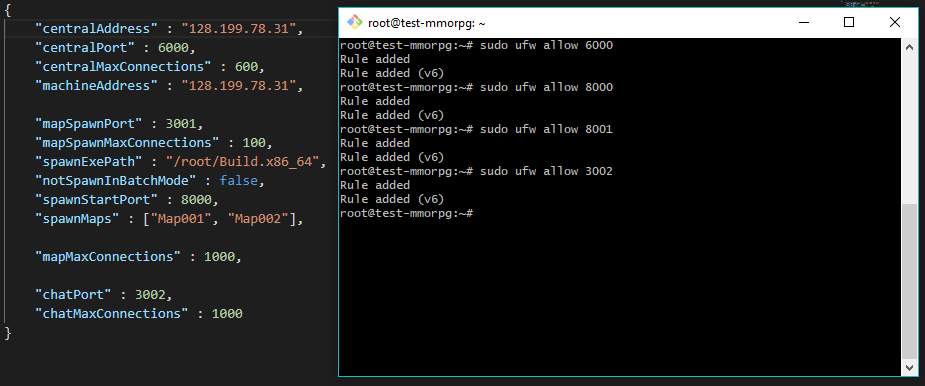 {
"centralAddress" : "128.199.78.31",
"centralPort" : 6000,
"centralMaxConnections" : 600,
"machineAddress" : "128.199.78.31",
"mapSpawnPort" : 3001,
"mapSpawnMaxConnections" : 100,
"spawnExePath" : "/root/Build.x86_64",
"notSpawnInBatchMode" : false,
"spawnStartPort" : 8000,
"spawnMaps" : ["Map001", "Map002"],
"mapMaxConnections" : 1000,
"chatPort" : 3002,
"chatMaxConnections" : 1000
}
root@test-mmorpg: ~
root@test-mmorpg:~# sudo ufw allow 6000
Rule added
Rule added (v6)
root@test-mmorpg:~# sudo ufw allow 8000
Rule added
Rule added (v6)
root@test-mmorpg:~# sudo ufw allow 8001
Rule added
Rule added (v6)
root@test-mmorpg:~# sudo ufw allow 3002
Rule added
Rule added (v6)
root@test-mmorpg:~#